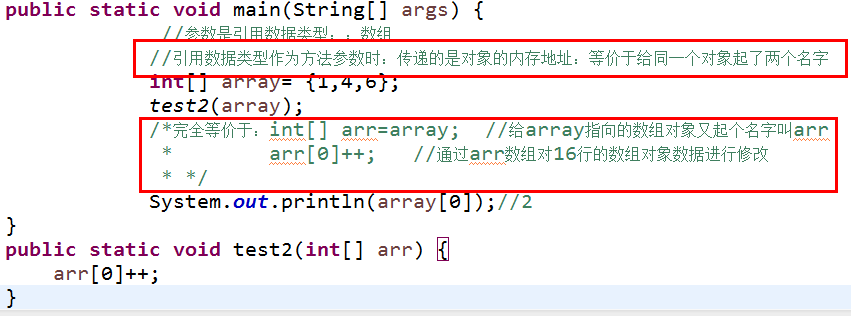 public static void main(String[] args) {
//参数是引用数据类型：：数组
//引用数据类型作为方法参数时：传递的是对象的内存地址：等价于给同一个对象起了两个名字
int[] array= {1,4,6};
test2(array);
/*完全等价于：int[] arr=array; //给array指向的数组对象又起个名字叫arr
* arr[0]++; //通过arr数组对16行的数组对象数据进行修改
* */
System.out.println(array[0]);//2
}
public static void test2(int[] arr) {
arr[0]++;
}